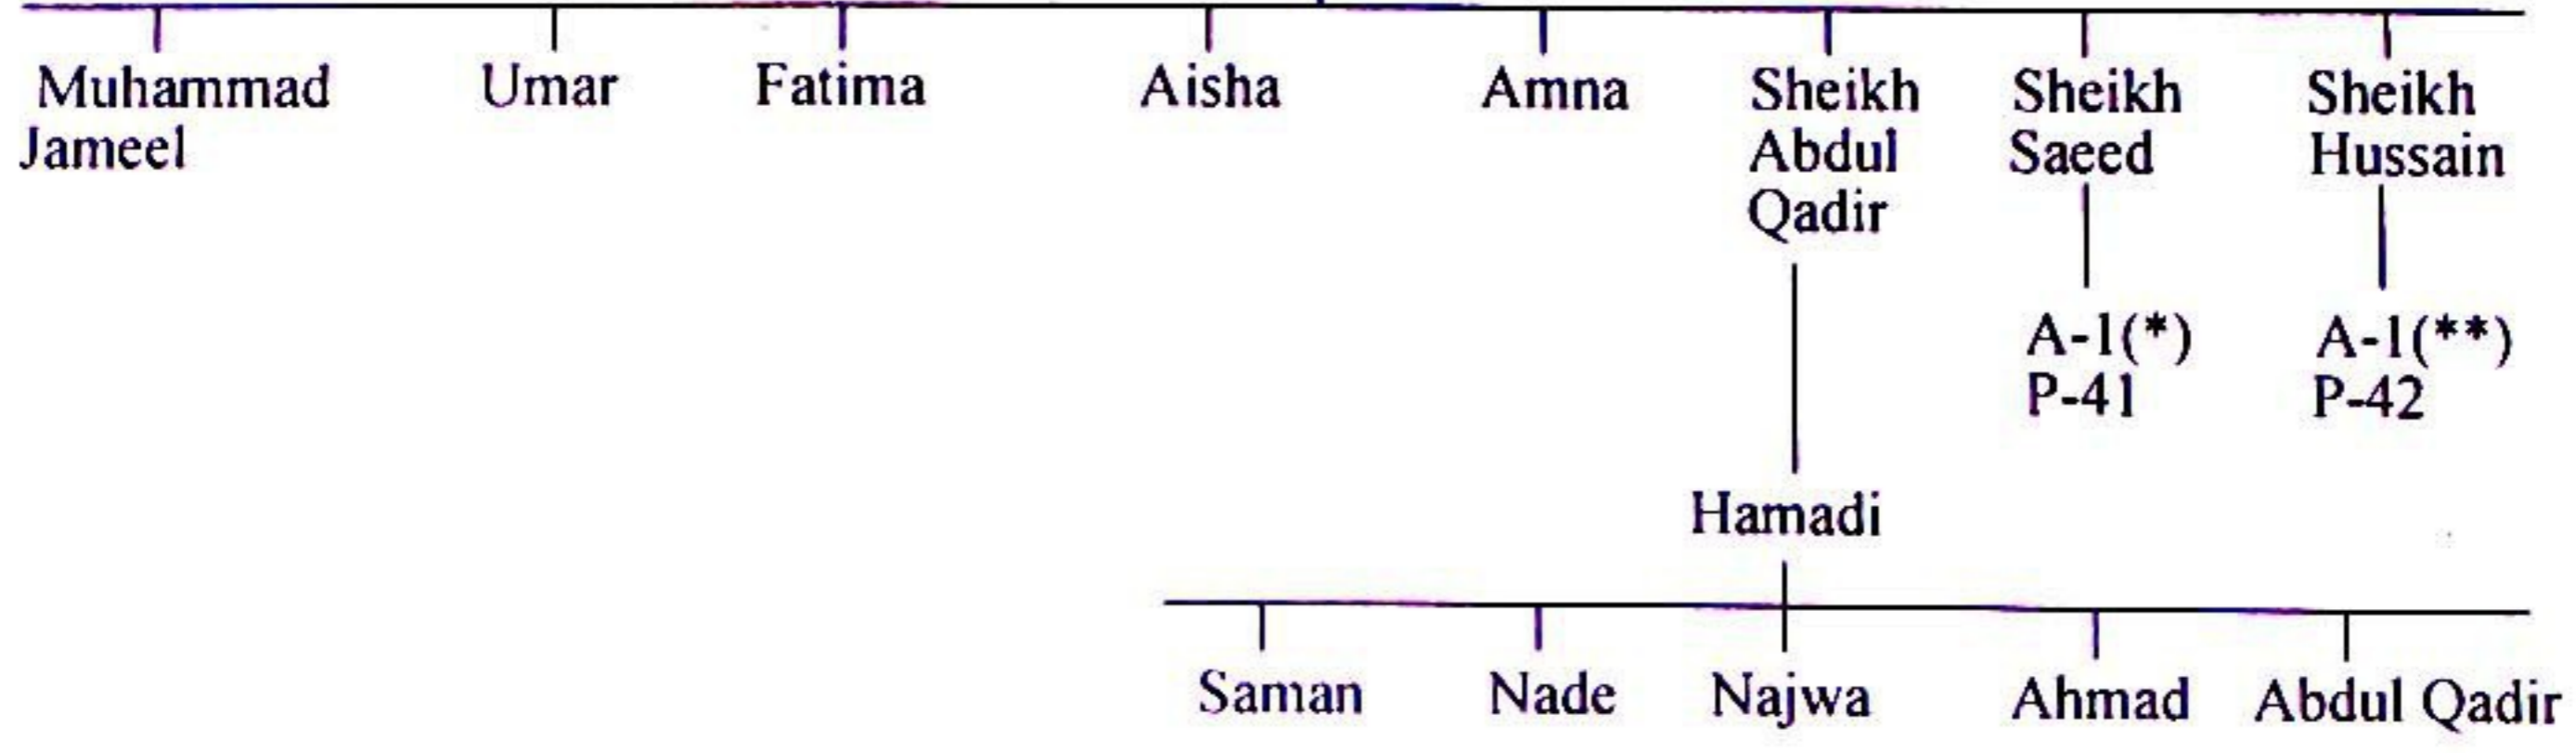 Muhammad Jameel
Umar
Fatima
Aisha
Amna
Sheikh Abdul Qadir
Sheikh Saeed
Sheikh Hussain
A-1(*)
P-41
A-1(**)
P-42
Hamadi
Saman
Nade
Najwa
Ahmad
Abdul Qadir